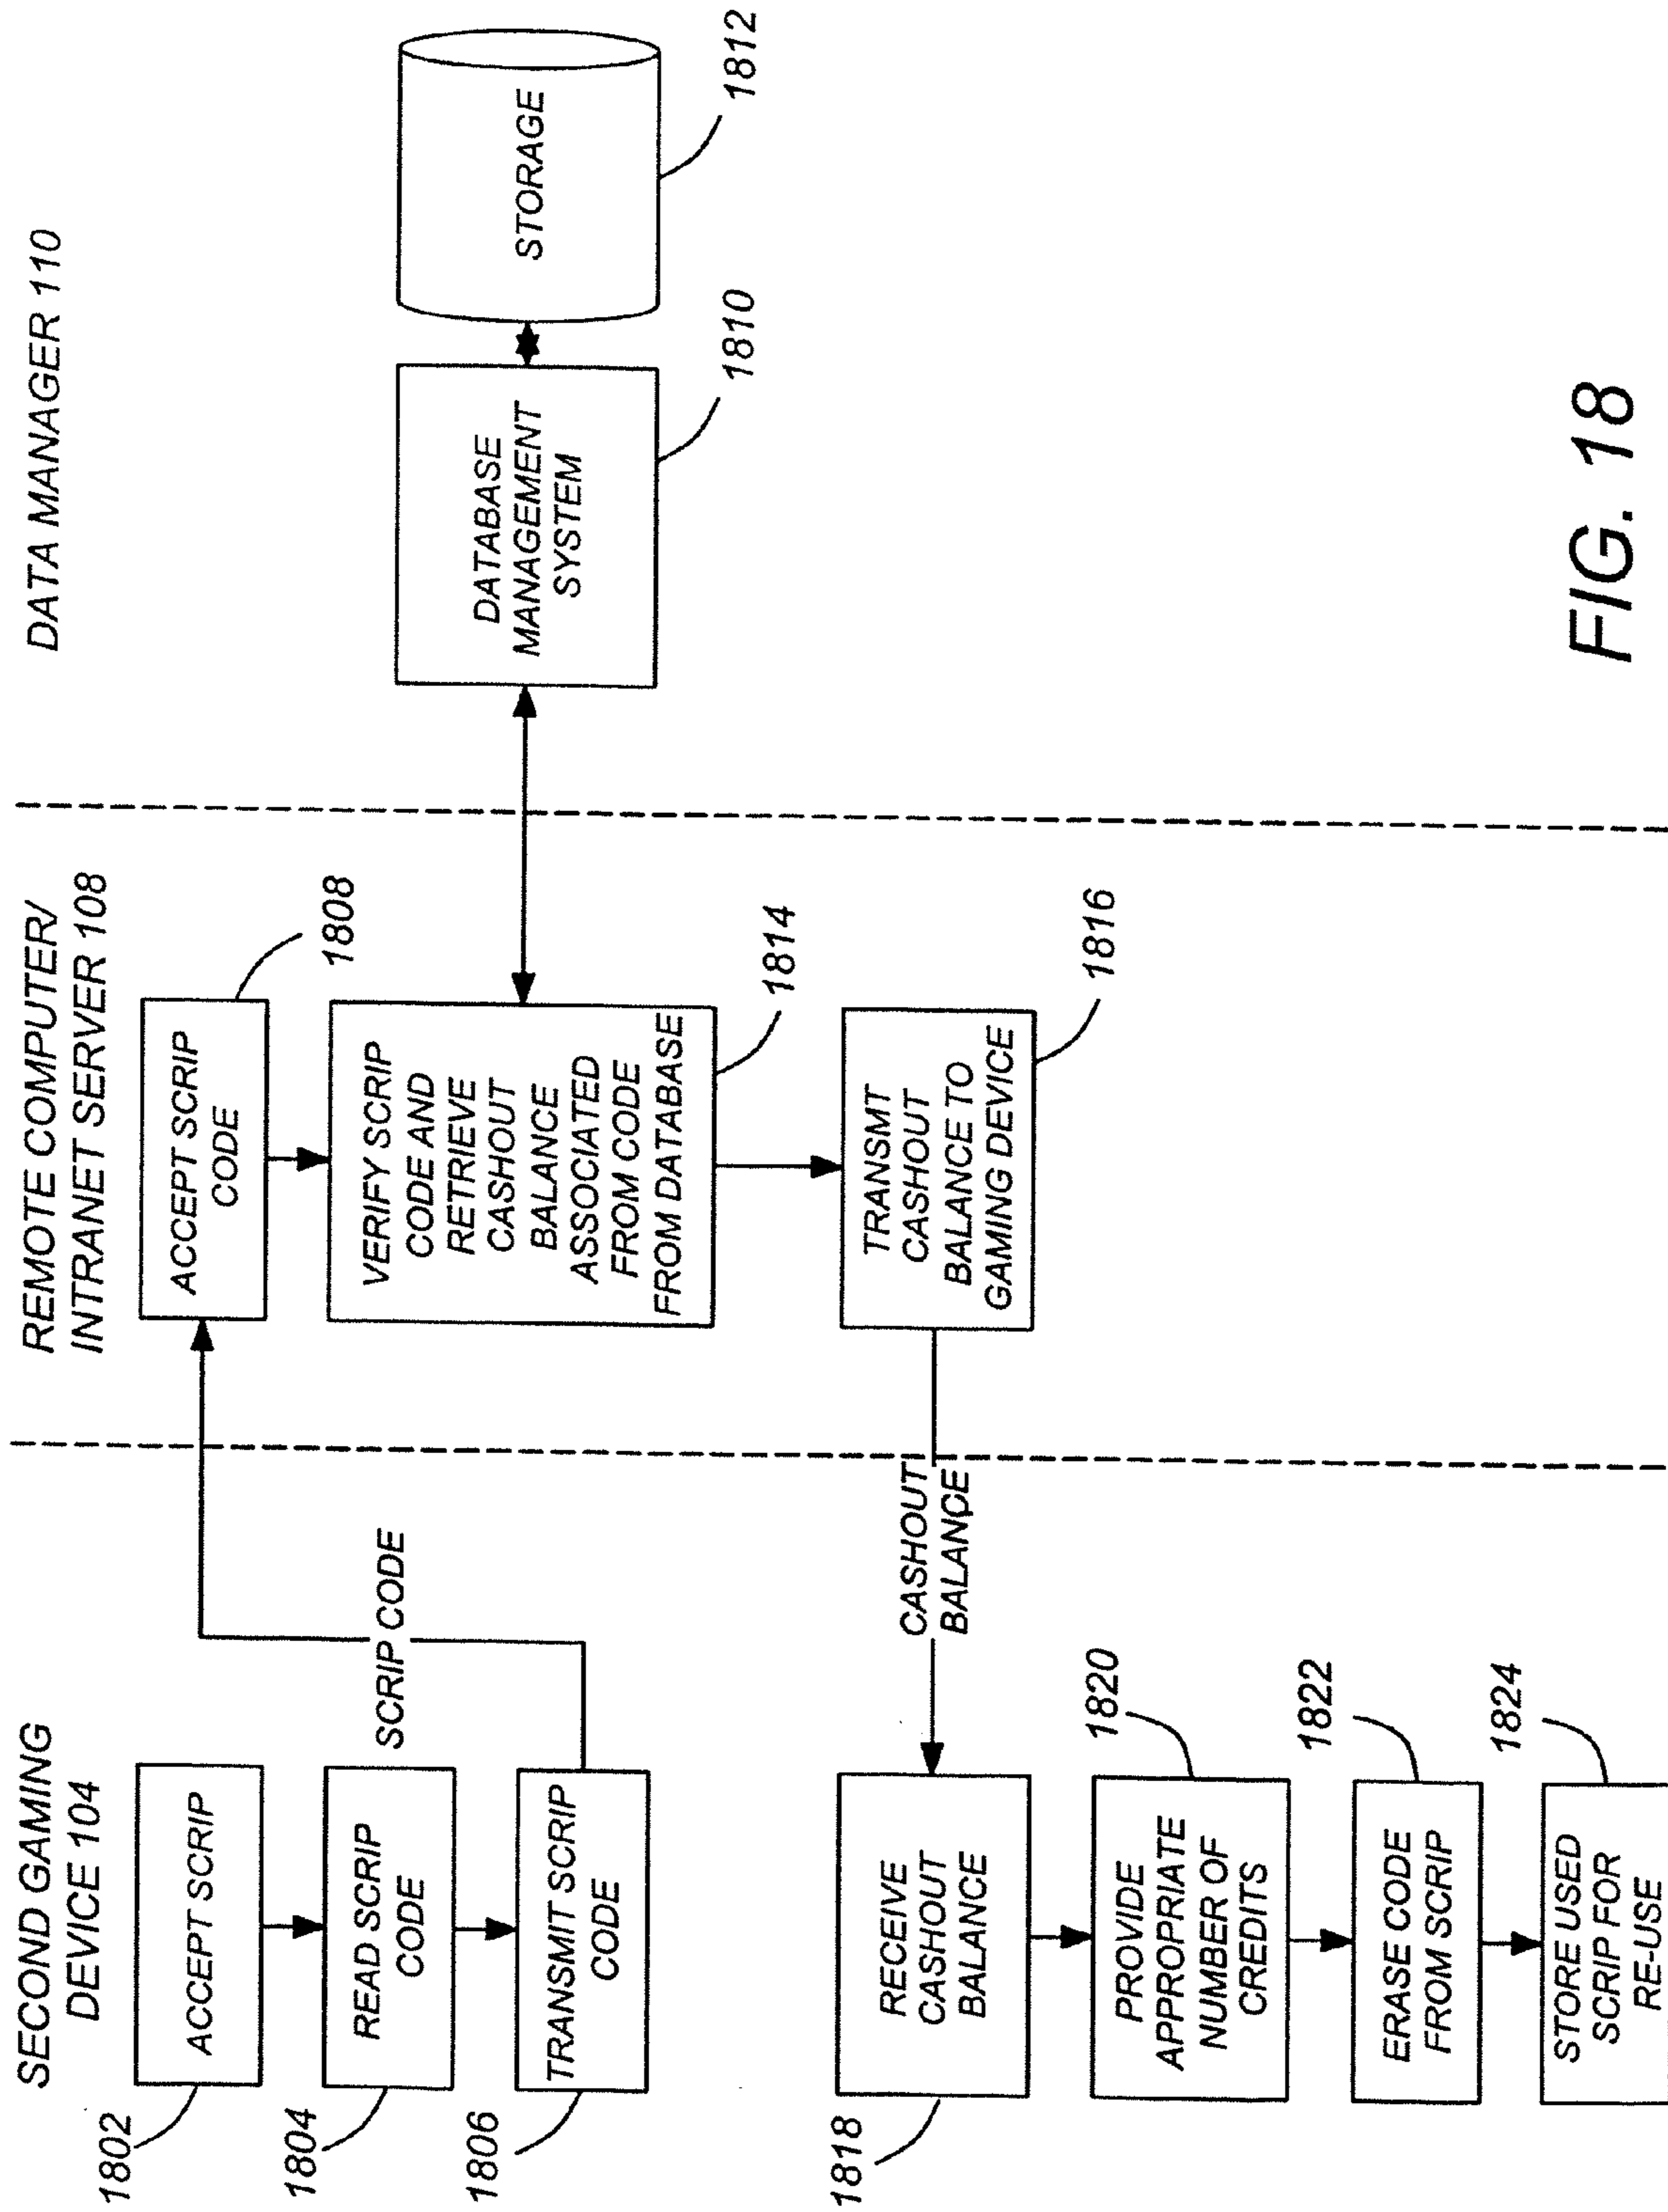 SECOND GAMING
DEVICE 104
REMOTE COMPUTER/
INTRANET SERVER 108
DATA MANAGER 110
1802
ACCEPT SCRIP
1804
READ SCRIP
CODE
1806
TRANSMIT SCRIP
CODE
SCRIP CODE
ACCEPT SCRIP
CODE
1808
VERIFY SCRIP
CODE AND
RETRIEVE
CASHOUT
BALANCE
ASSOCIATED
FROM CODE
FROM DATABASE
1814
DATABASE
MANAGEMENT
SYSTEM
1810
STORAGE
1812
TRANSMT
CASHOUT
BALANCE TO
GAMING DEVICE
1816
CASHOUT
BALANCE
1818
RECEIVE
CASHOUT
BALANCE
PROVIDE
APPROPRIATE
NUMBER OF
CREDITS
1820
ERASE CODE
FROM SCRIP
1822
STORE USED
SCRIP FOR
RE-USE
1824
FIG. 18